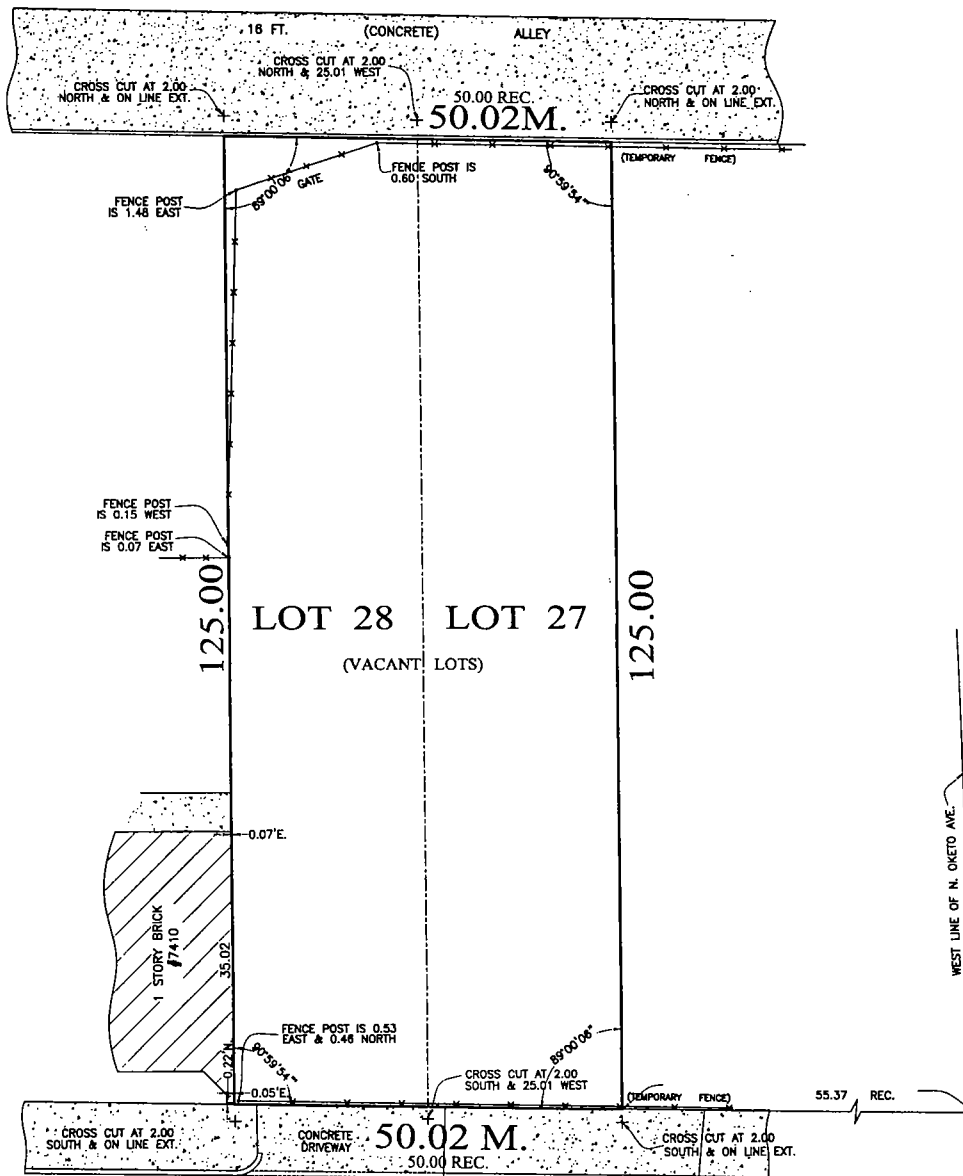 16 FT. (CONCRETE) ALLEY
CROSS CUT AT 2.00
NORTH & 25.01 WEST
CROSS CUT AT 2.00
NORTH & ON LINE EXT.
50.00 REC.
50.02M.
CROSS CUT AT 2.00
NORTH & ON LINE EXT.
(TEMPORARY FENCE)
FENCE POST IS
0.60 SOUTH
89°00'06"
GATE
90°59'54"
FENCE POST
IS 1.48 EAST
FENCE POST
IS 0.15 WEST
FENCE POST
IS 0.07 EAST
125.00
LOT 28 LOT 27
(VACANT LOTS)
125.00
WEST LINE OF N. OKETO AVE.
0.07'E.
1 STORY BRICK
#7410
35.02
FENCE POST IS 0.53
EAST & 0.46 NORTH
0.22'N
90°59'54"
89°00'06"
0.05'E.
CROSS CUT AT 2.00
SOUTH & 25.01 WEST
(TEMPORARY FENCE)
55.37 REC.
CROSS CUT AT 2.00
SOUTH & ON LINE EXT.
CONCRETE
DRIVEWAY
50.02 M.
50.00 REC.
CROSS CUT AT 2.00
SOUTH & ON LINE EXT.